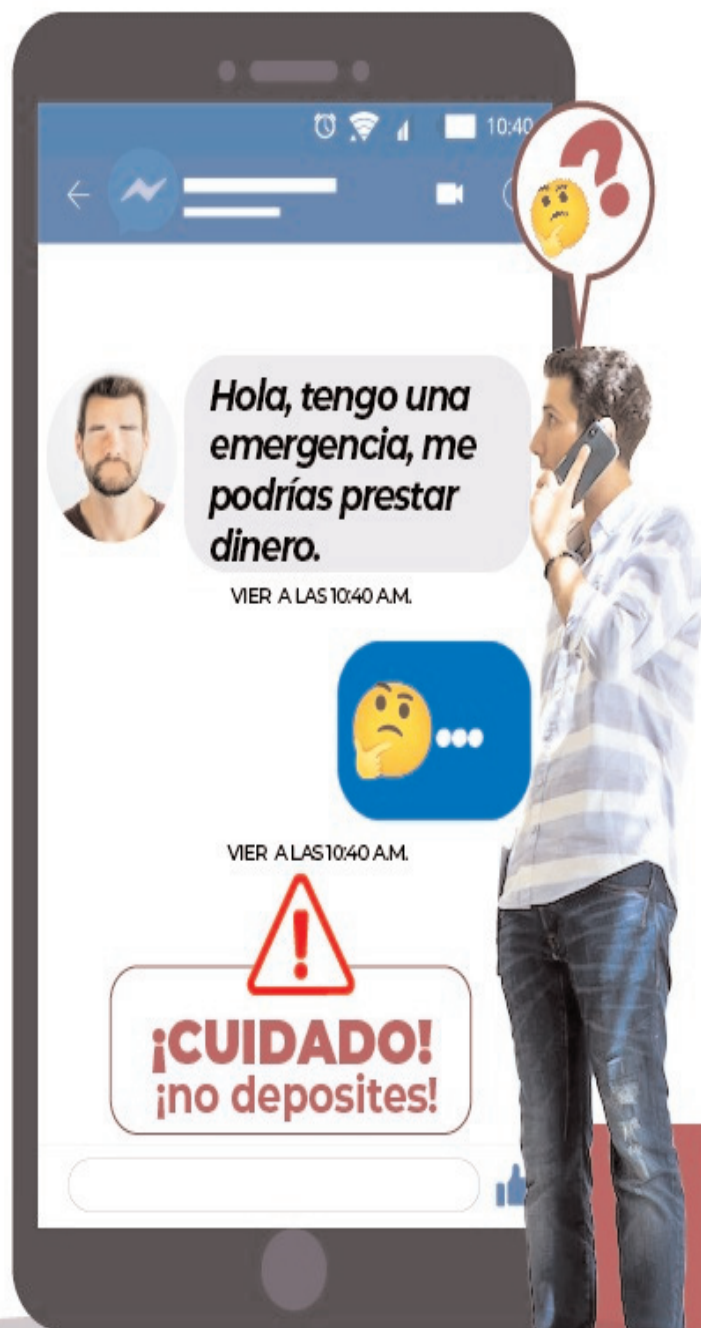 10:40
Hola, tengo una
emergencia, me
podrías prestar
dinero.
VIER A LAS 10:40 A.M.
VIER A LAS 10:40 A.M.
¡CUIDADO!
¡no deposites!